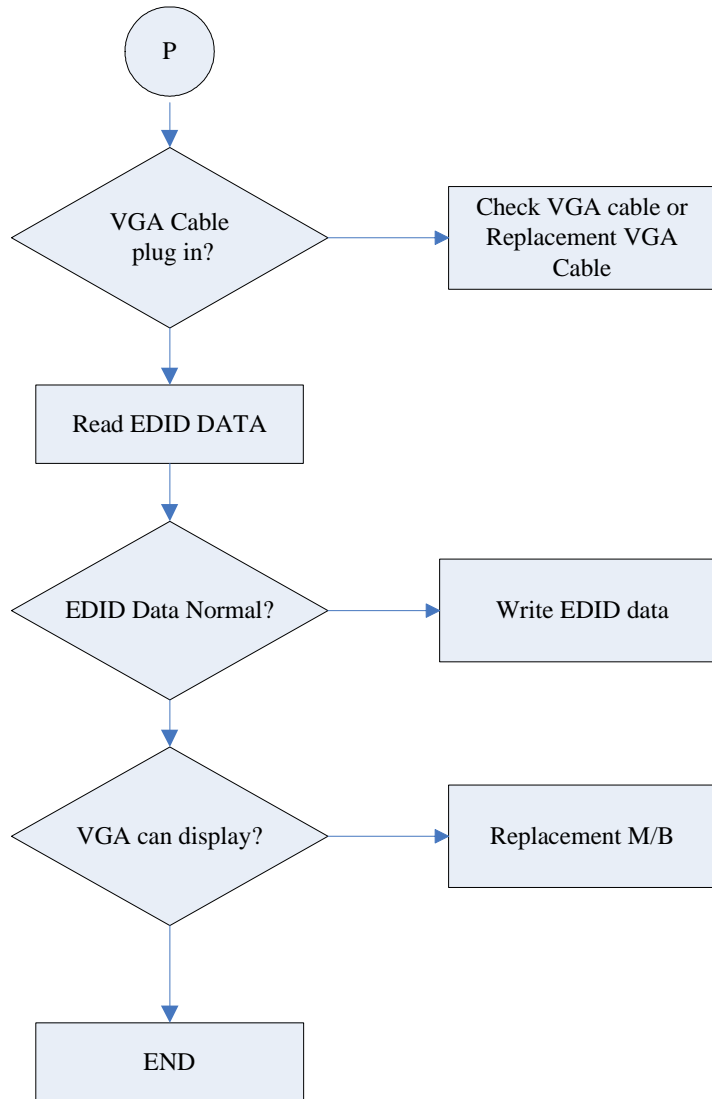 P
VGA Cable
plug in?
Check VGA cable or
Replacement VGA
Cable
Read EDID DATA
EDID Data Normal?
Write EDID data
VGA can display?
Replacement M/B
END